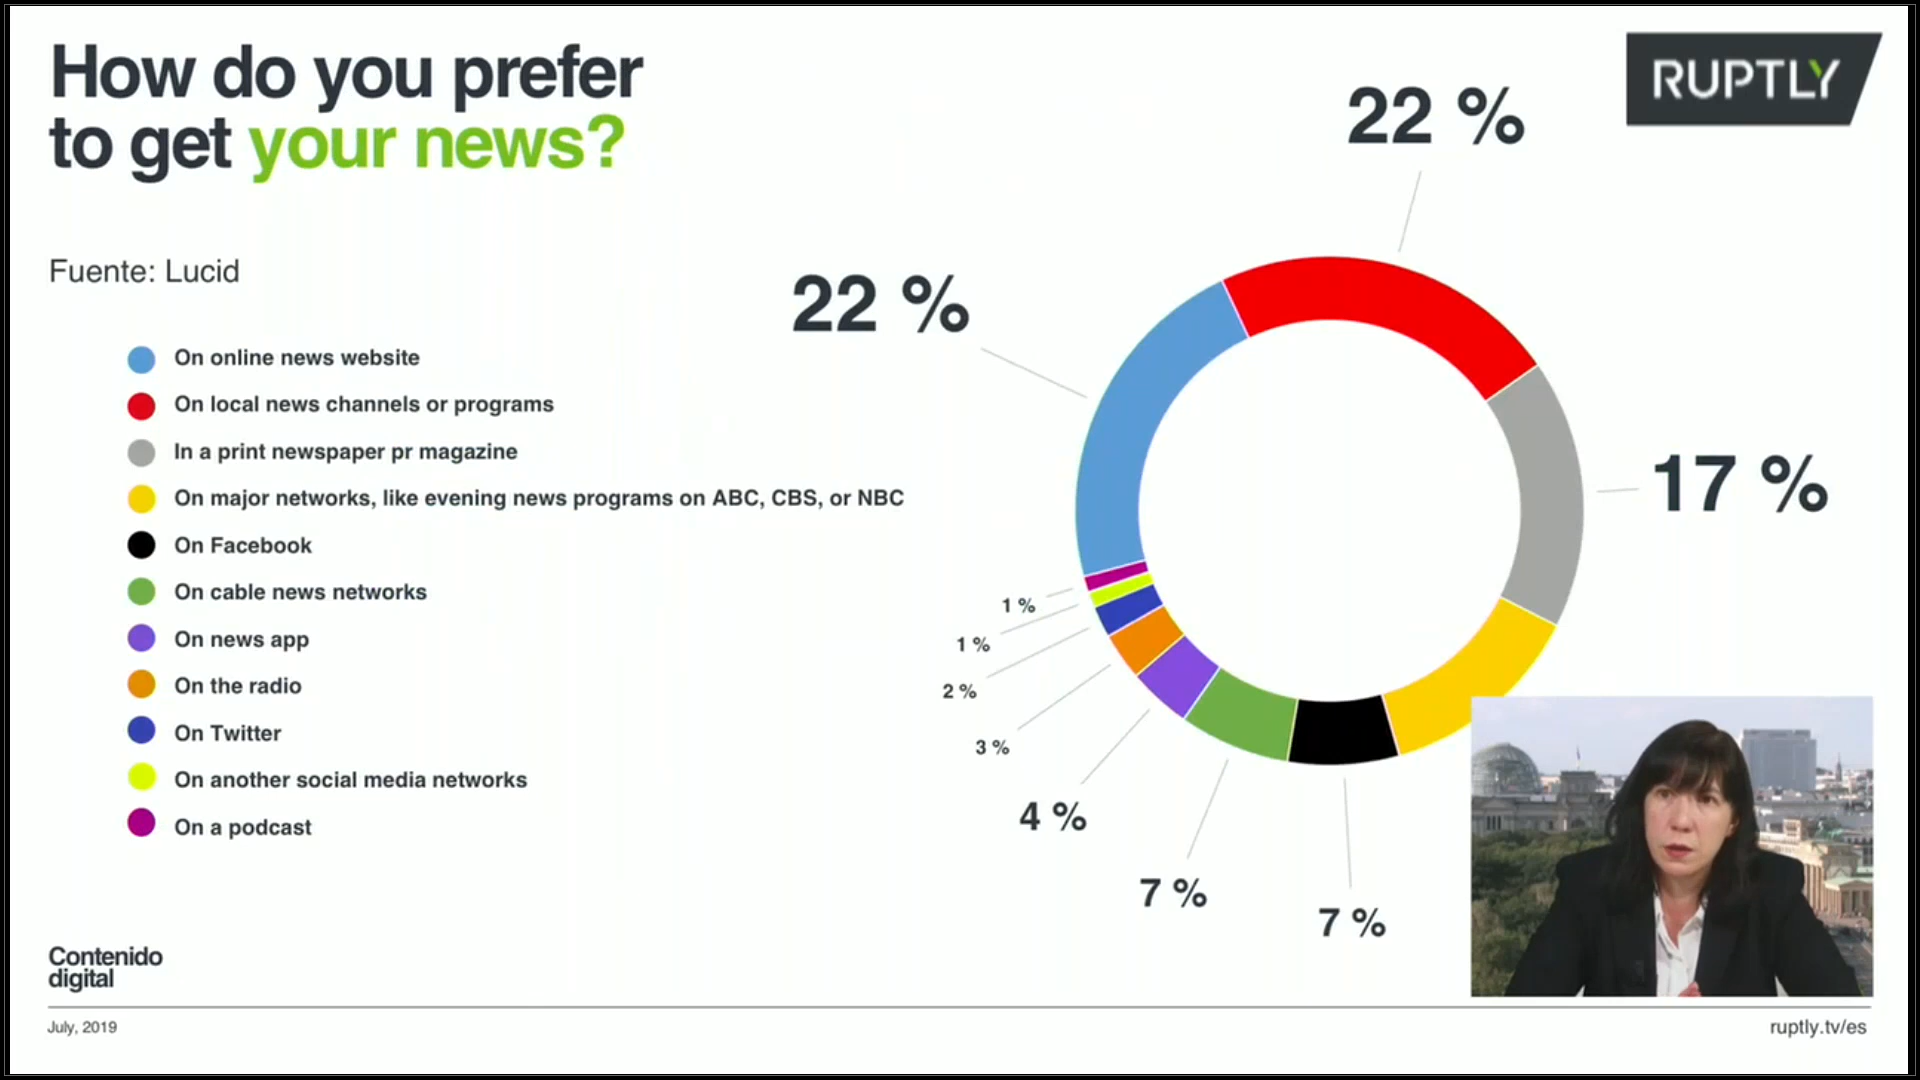 How do you prefer
to get your news?
RUPTLY
Fuente: Lucid
On online news website
On local news channels or programs
In a print newspaper pr magazine
On major networks, like evening news programs on ABC, CBS, or NBC
On Facebook
On cable news networks
On news app
On the radio
On Twitter
On another social media networks
On a podcast
22 %
22 %
17 %
1 %
1 %
2 %
3 %
4 %
7 %
7 %
Contenido
digital
July, 2019
ruptly.tv/es